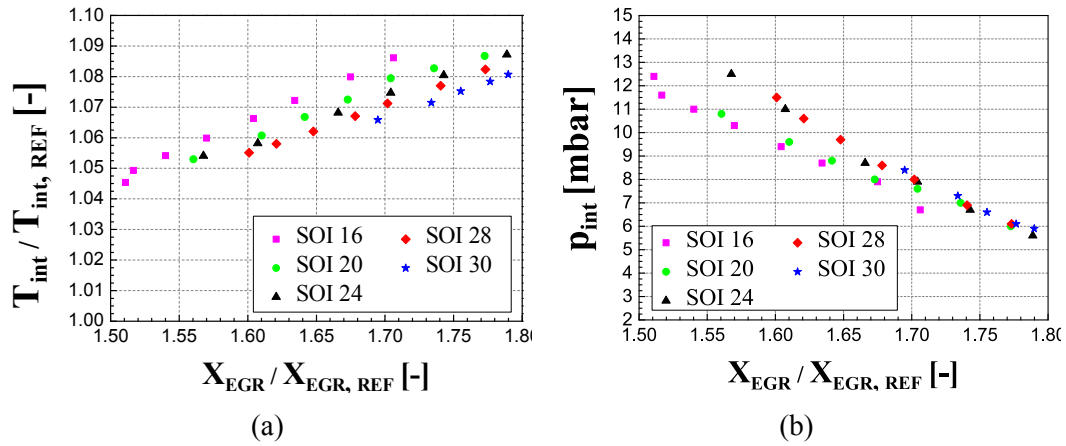 1.10
1.09
1.08
1.07
1.06
1.05
1.04
1.03
1.02
1.01
1.00
T_int / T_int, REF [-]
SOI 16
SOI 28
SOI 20
SOI 30
SOI 24
1.50 1.55 1.60 1.65 1.70 1.75 1.80
X_EGR / X_EGR, REF [-]
(a)
15
14
13
12
11
10
9
8
7
6
5
4
3
2
p_int [mbar]
SOI 16
SOI 28
SOI 20
SOI 30
SOI 24
1.50 1.55 1.60 1.65 1.70 1.75 1.80
X_EGR / X_EGR, REF [-]
(b)